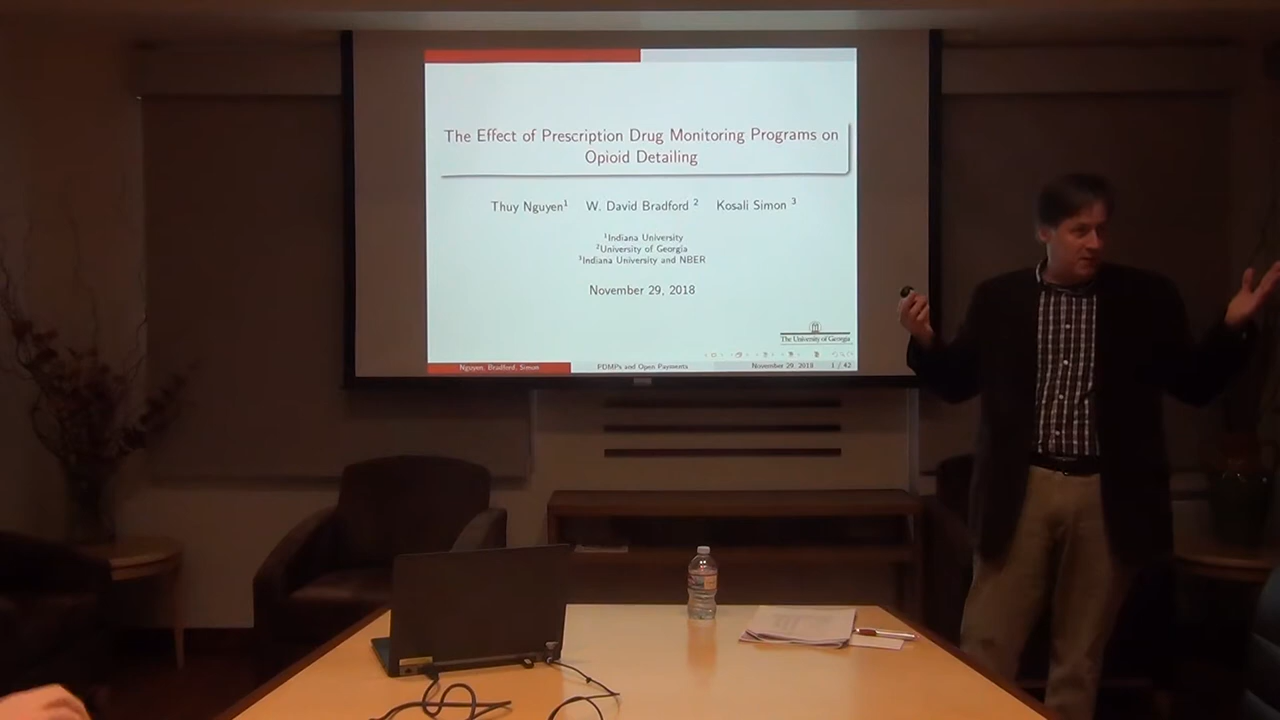 The Effect of Prescription Drug Monitoring Programs on
Opioid Detailing
Thuy Nguyen1 W. David Bradford 2 Kosali Simon 3
1Indiana University
2University of Georgia
3Indiana University and NBER
November 29, 2018
The University of Georgia
Nguyen, Bradford, Simon PDMPs and Open Payments November 29, 2018 1 / 42